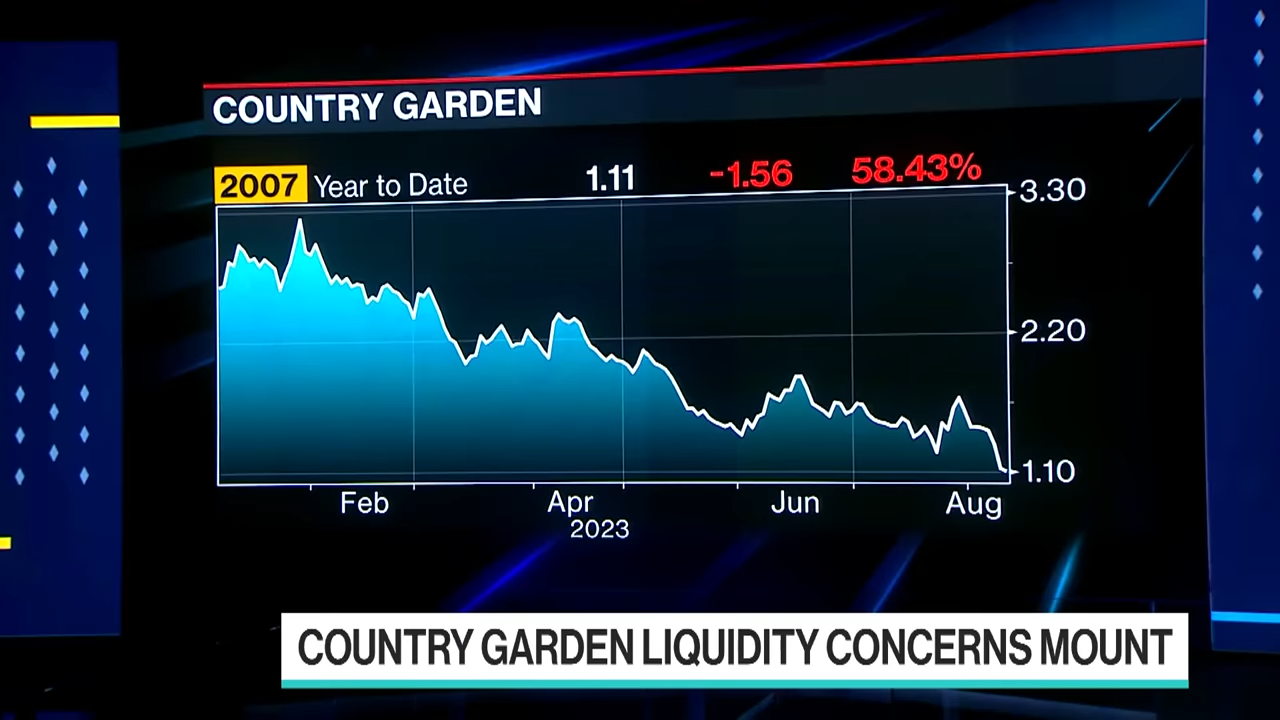 COUNTRY GARDEN
2007 Year to Date 1.11 -1.56 58.43%
3.30
2.20
1.10
Feb Apr Jun Aug
2023
COUNTRY GARDEN LIQUIDITY CONCERNS MOUNT